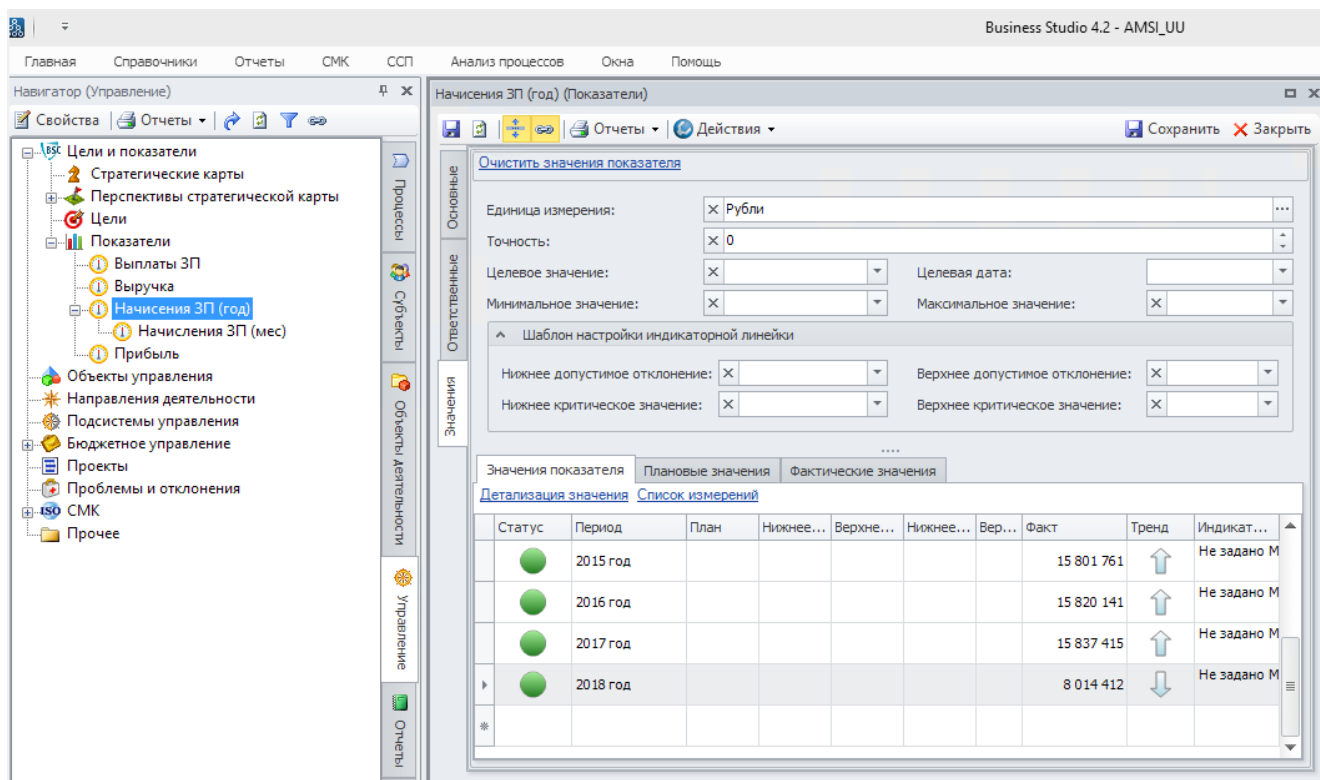 Business Studio 4.2 - AMSI_UU
Главная Справочники Отчеты СМК ССП Анализ процессов Окна Помощь
Навигатор (Управление)
Свойства Отчеты
BSC Цели и показатели
Стратегические карты
Перспективы стратегической карты
Цели
Показатели
Выплаты ЗП
Выручка
Начисения ЗП (год)
Начисления ЗП (мес)
Прибыль
Объекты управления
Направления деятельности
Подсистемы управления
Бюджетное управление
Проекты
Проблемы и отклонения
ISO СМК
Прочее
Процессы
Субъекты
Объекты деятельности
Управление
Отчеты
Начисения ЗП (год) (Показатели)
Отчеты Действия Сохранить Закрыть
Основные
Ответственные
Значения
Очистить значения показателя
Единица измерения: Рубли
Точность: 0
Целевое значение: Целевая дата:
Минимальное значение: Максимальное значение:
Шаблон настройки индикаторной линейки
Нижнее допустимое отклонение: Верхнее допустимое отклонение:
Нижнее критическое значение: Верхнее критическое значение:
Значения показателя Плановые значения Фактические значения
Детализация значения Список измерений
Статус Период План Нижнее... Верхне... Нижнее... Вер... Факт Тренд Индикат...
2015 год 15 801 761 Не задано М
2016 год 15 820 141 Не задано М
2017 год 15 837 415 Не задано М
2018 год 8 014 412 Не задано М